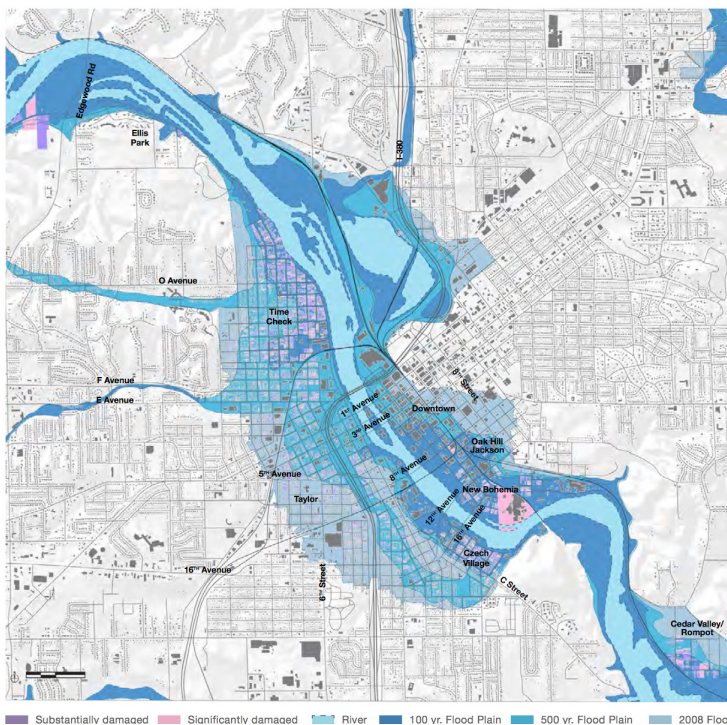 Edgewood Rd
Ellis
Park
I-380
O Avenue
Time
Check
F Avenue
E Avenue
8th Street
1st Avenue
Downtown
3rd Avenue
Oak Hill
Jackson
5TH Avenue
8th Avenue
New Bohemia
Taylor
12th Avenue
16th Avenue
Czech
Village
16TH Avenue
6TH Street
C Street
Cedar Valley/
Rompot
Substantially damaged Significantly damaged River 100 yr. Flood Plain 500 yr. Flood Plain 2008 Floo